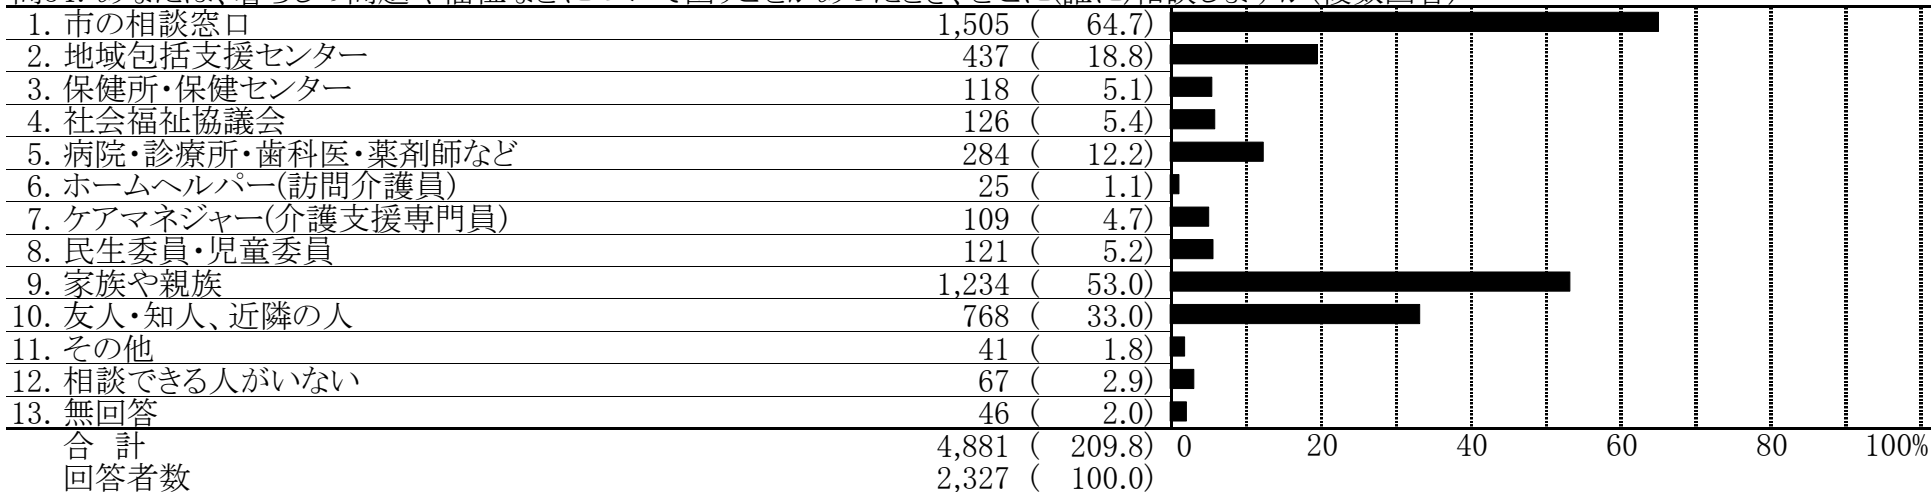 1. 市の相談窓口 1,505 ( 64.7)
2. 地域包括支援センター 437 ( 18.8)
3. 保健所・保健センター 118 ( 5.1)
4. 社会福祉協議会 126 ( 5.4)
5. 病院・診療所・歯科医・薬剤師など 284 ( 12.2)
6. ホームヘルパー(訪問介護員) 25 ( 1.1)
7. ケアマネジャー(介護支援専門員) 109 ( 4.7)
8. 民生委員・児童委員 121 ( 5.2)
9. 家族や親族 1,234 ( 53.0)
10. 友人・知人、近隣の人 768 ( 33.0)
11. その他 41 ( 1.8)
12. 相談できる人がいない 67 ( 2.9)
13. 無回答 46 ( 2.0)
合 計 4,881 ( 209.8) 0 20 40 60 80 100%
回答者数 2,327 ( 100.0)